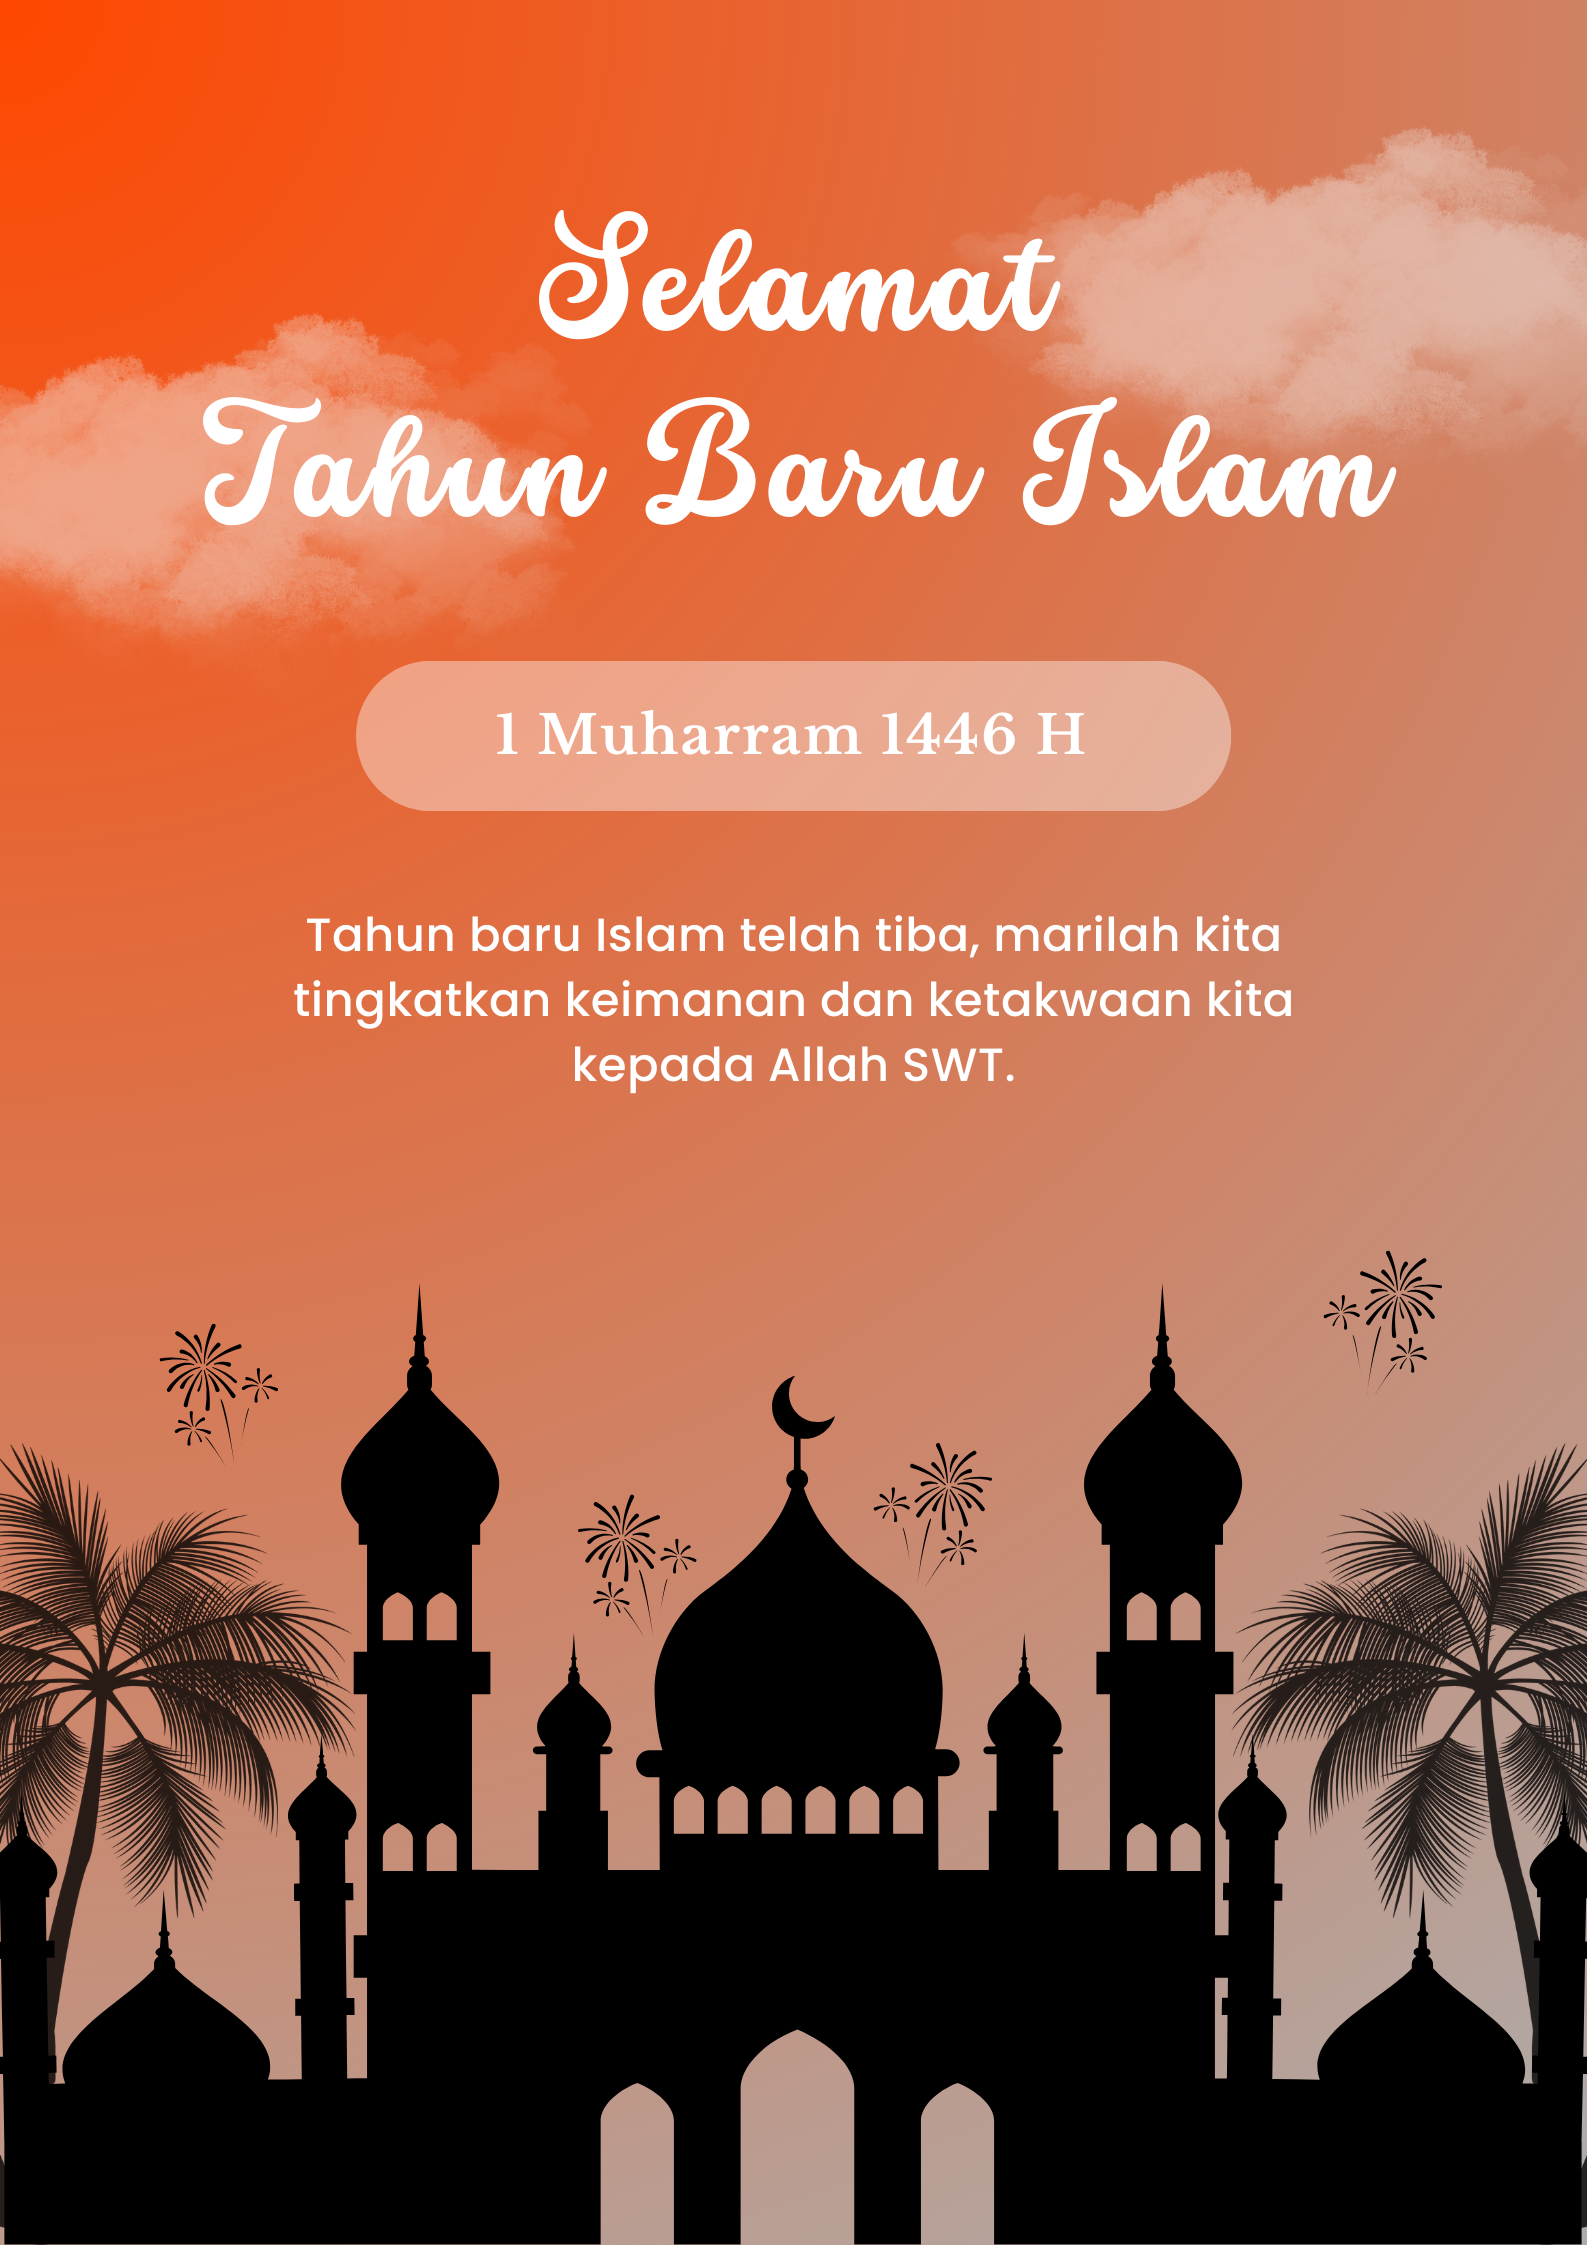 Selamat
Tahun Baru Islam
1 Muharram 1446 H
Tahun baru Islam telah tiba, marilah kita
tingkatkan keimanan dan ketakwaan kita
kepada Allah SWT.